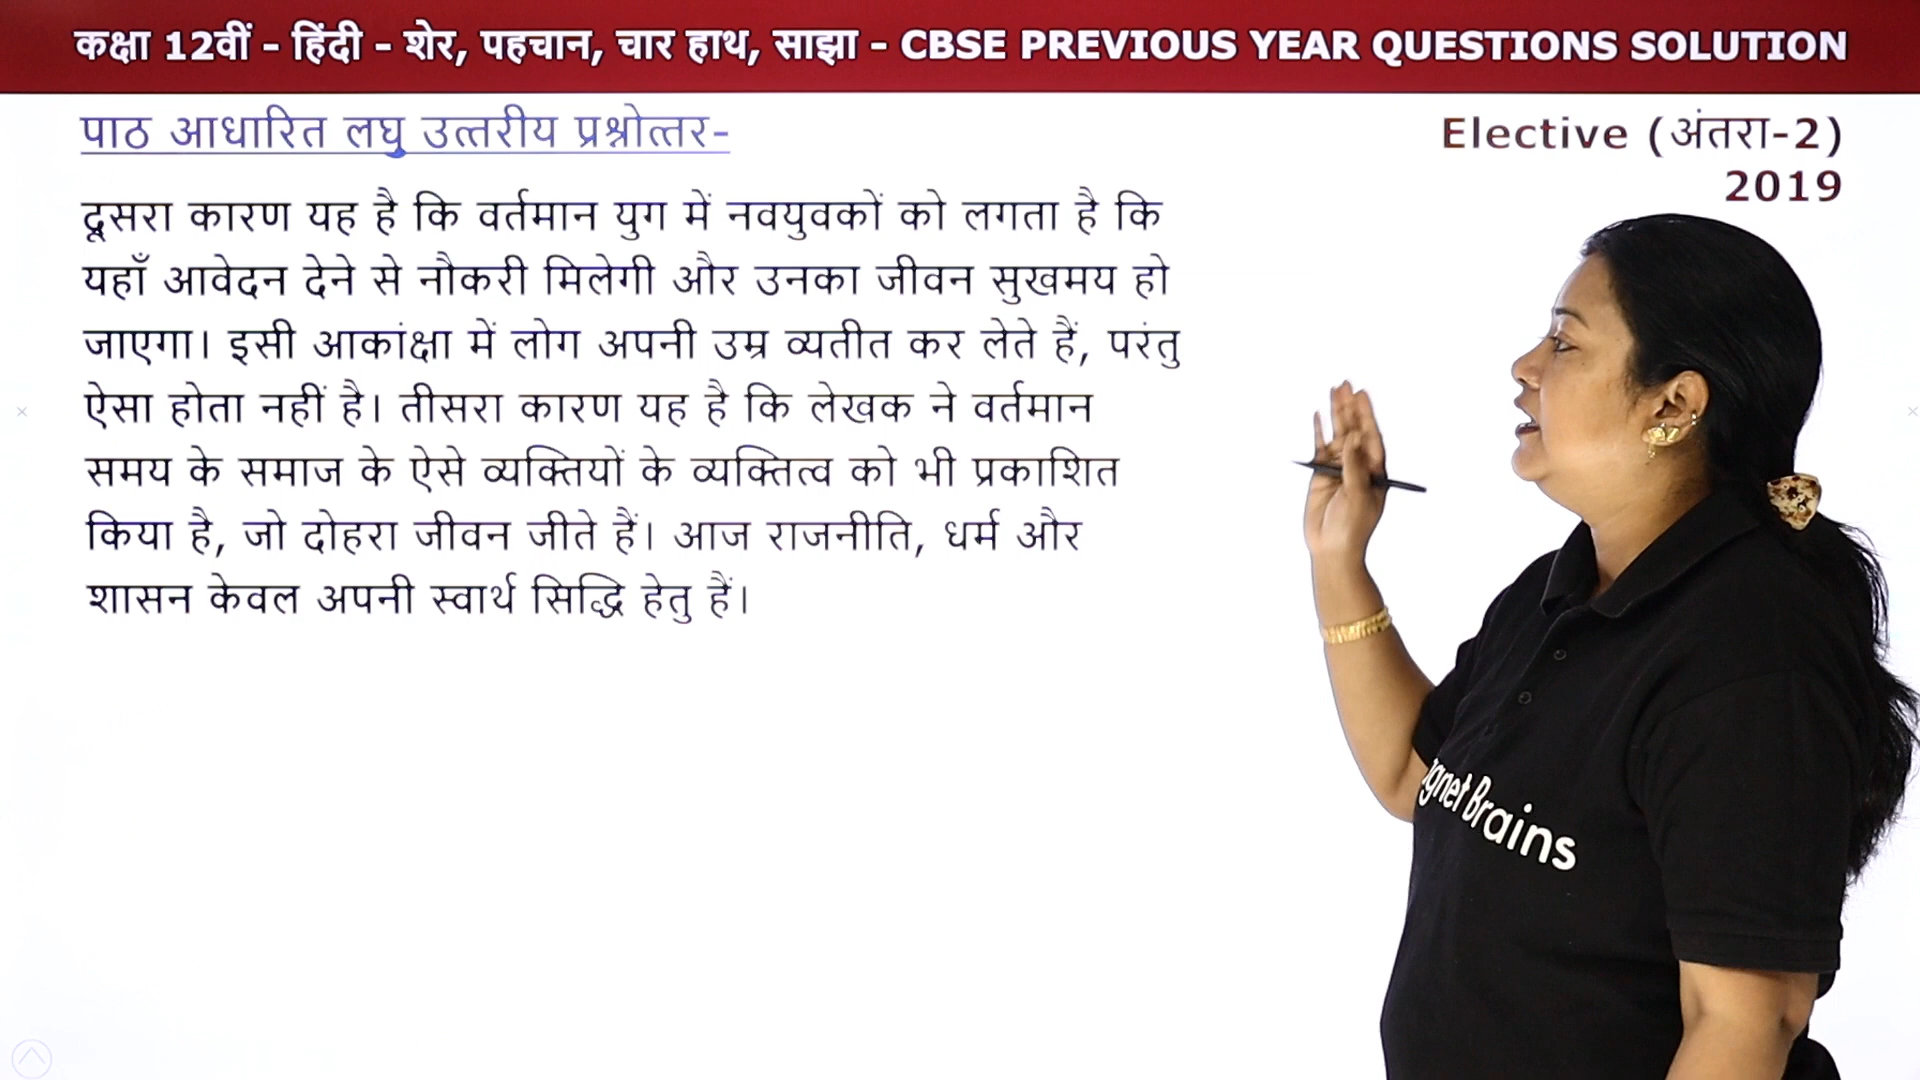 कक्षा 12वीं - हिंदी - शेर, पहचान, चार हाथ, साझा - CBSE PREVIOUS YEAR QUESTIONS SOLUTION
पाठ आधारित लघु उत्तरीय प्रश्नोत्तर-
Elective (अंतरा-2)
2019
दूसरा कारण यह है कि वर्तमान युग में नवयुवकों को लगता है कि
यहाँ आवेदन देने से नौकरी मिलेगी और उनका जीवन सुखमय हो
जाएगा। इसी आकांक्षा में लोग अपनी उम्र व्यतीत कर लेते हैं, परंतु
ऐसा होता नहीं है। तीसरा कारण यह है कि लेखक ने वर्तमान
समय के समाज के ऐसे व्यक्तियों के व्यक्तित्व को भी प्रकाशित
किया है, जो दोहरा जीवन जीते हैं। आज राजनीति, धर्म और
शासन केवल अपनी स्वार्थ सिद्धि हेतु हैं।
gnet Brains